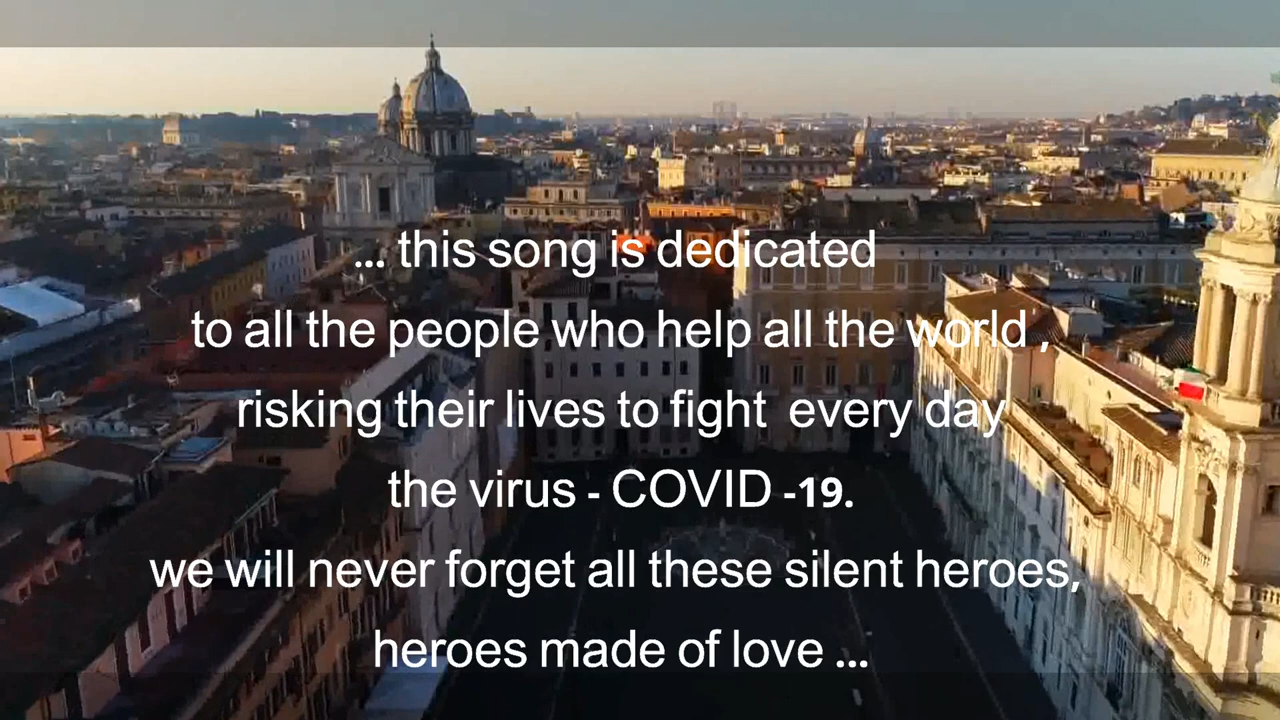 ... this song is dedicated
to all the people who help all the world ,
risking their lives to fight  every day
the virus - COVID -19.
we will never forget all these silent heroes,
heroes made of love ...